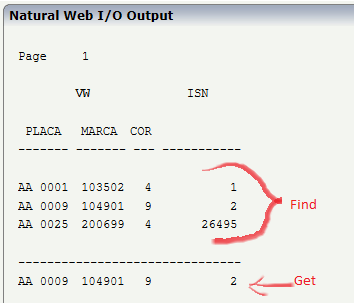 Natural Web I/O Output
Page 1
VW ISN
PLACA MARCA COR
------- ------- --- -----------
AA 0001 103502 4 1
AA 0009 104901 9 2
AA 0025 200699 4 26495
Find
-------------------------------
AA 0009 104901 9 2
Get